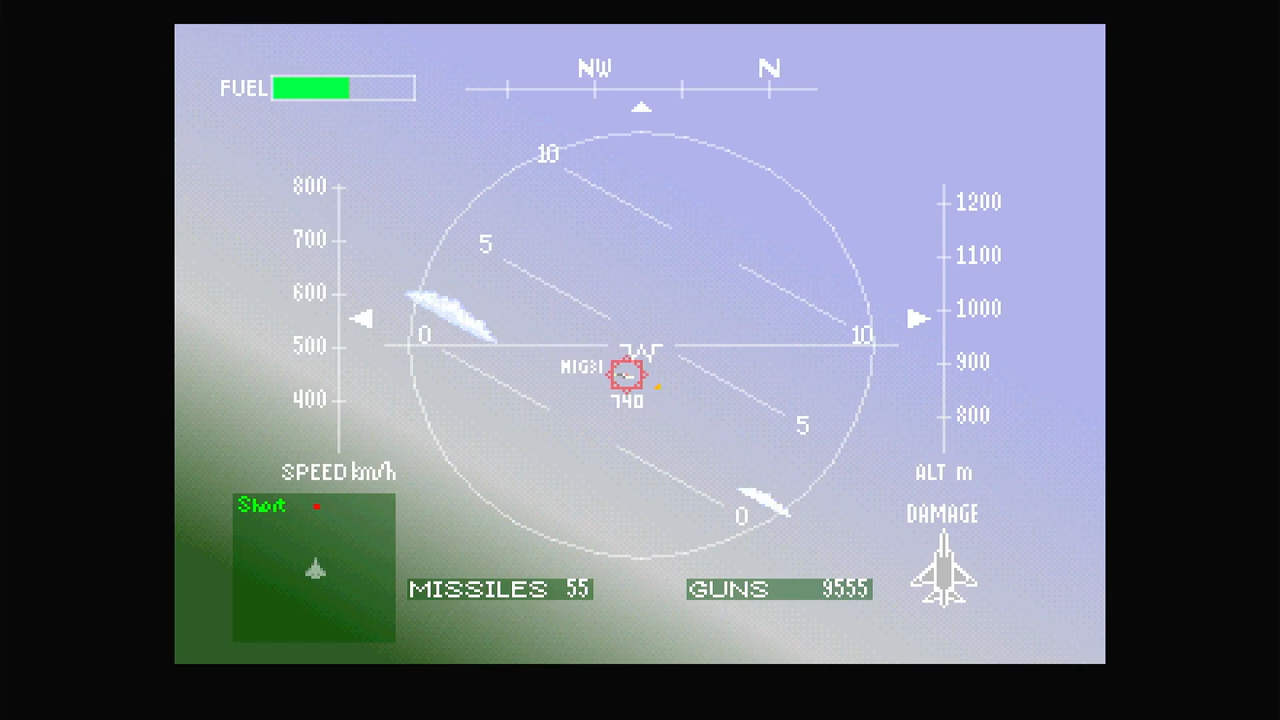 NW N
FUEL
10
800 1200
700 5 1100
600 1000
0 10
500 900
MIG31
400 740 800
5
SPEED km/h ALT m
Short
0 DAMAGE
MISSILES 55 GUNS 9555